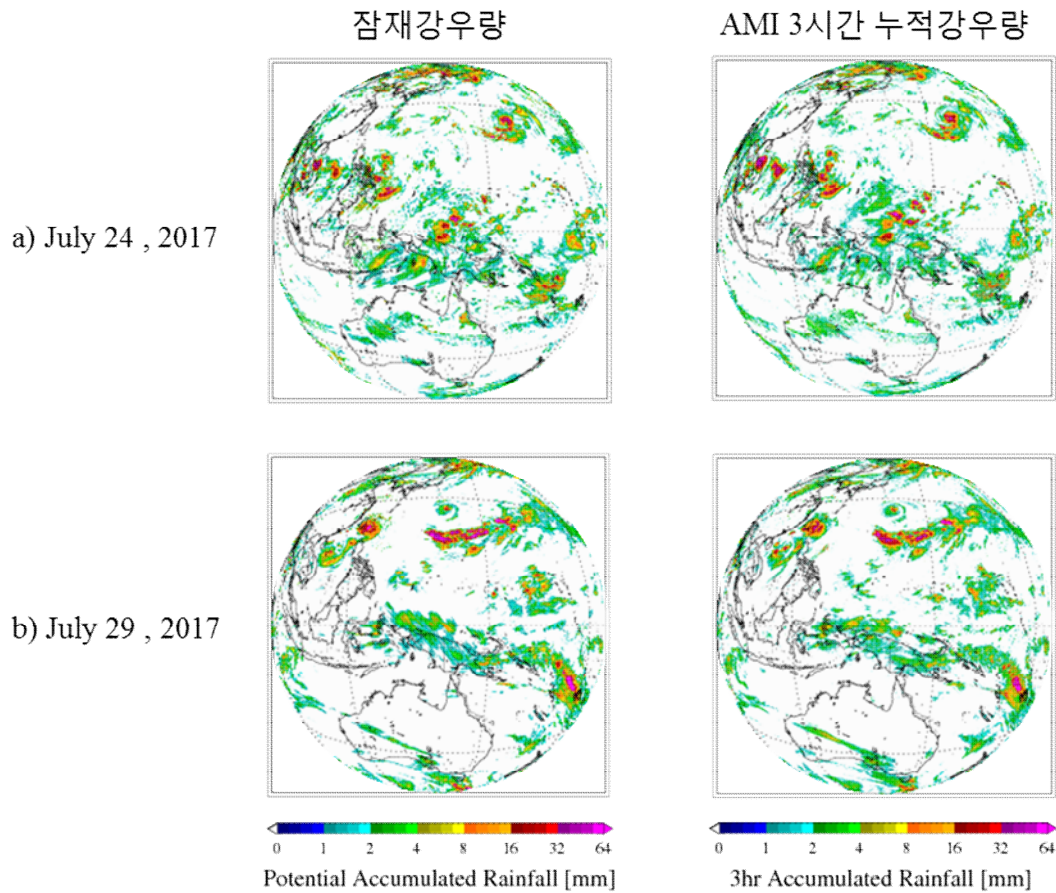 잠재강우량
AMI 3시간 누적강우량
a) July 24 , 2017
b) July 29 , 2017
0 1 2 4 8 16 32 64
0 1 2 4 8 16 32 64
Potential Accumulated Rainfall [mm]
3hr Accumulated Rainfall [mm]